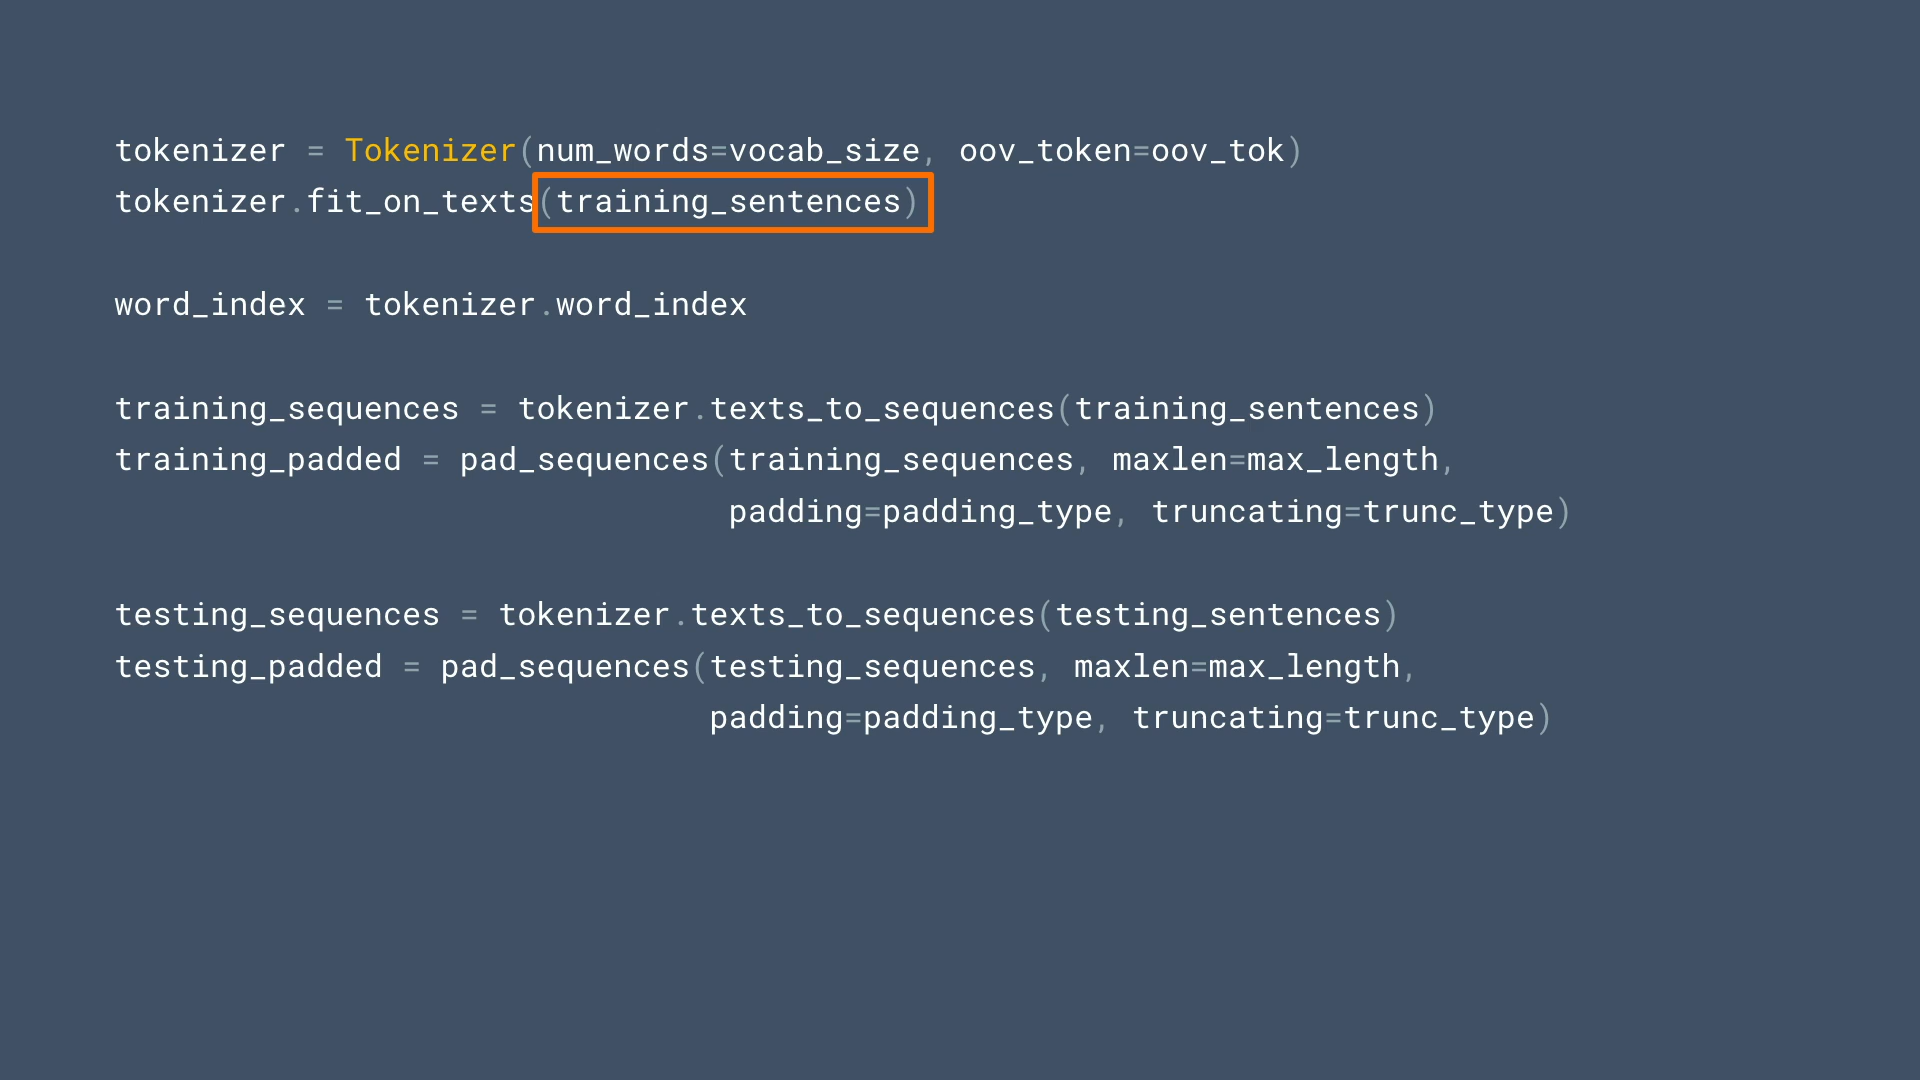 tokenizer = Tokenizer(num_words=vocab_size, oov_token=oov_tok)
tokenizer.fit_on_texts(training_sentences)
word_index = tokenizer.word_index
training_sequences = tokenizer.texts_to_sequences(training_sentences)
training_padded = pad_sequences(training_sequences, maxlen=max_length,
padding=padding_type, truncating=trunc_type)
testing_sequences = tokenizer.texts_to_sequences(testing_sentences)
testing_padded = pad_sequences(testing_sequences, maxlen=max_length,
padding=padding_type, truncating=trunc_type)